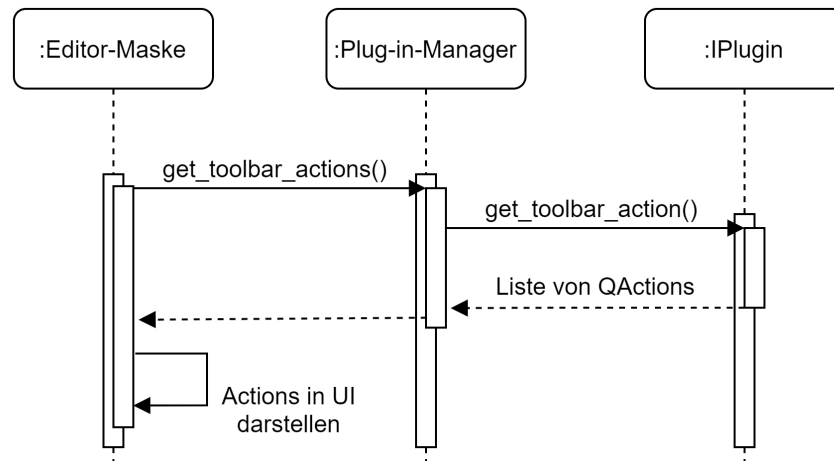 :Editor-Maske
:Plug-in-Manager
:IPlugin
get_toolbar_actions()
get_toolbar_action()
Liste von QActions
Actions in UI
darstellen